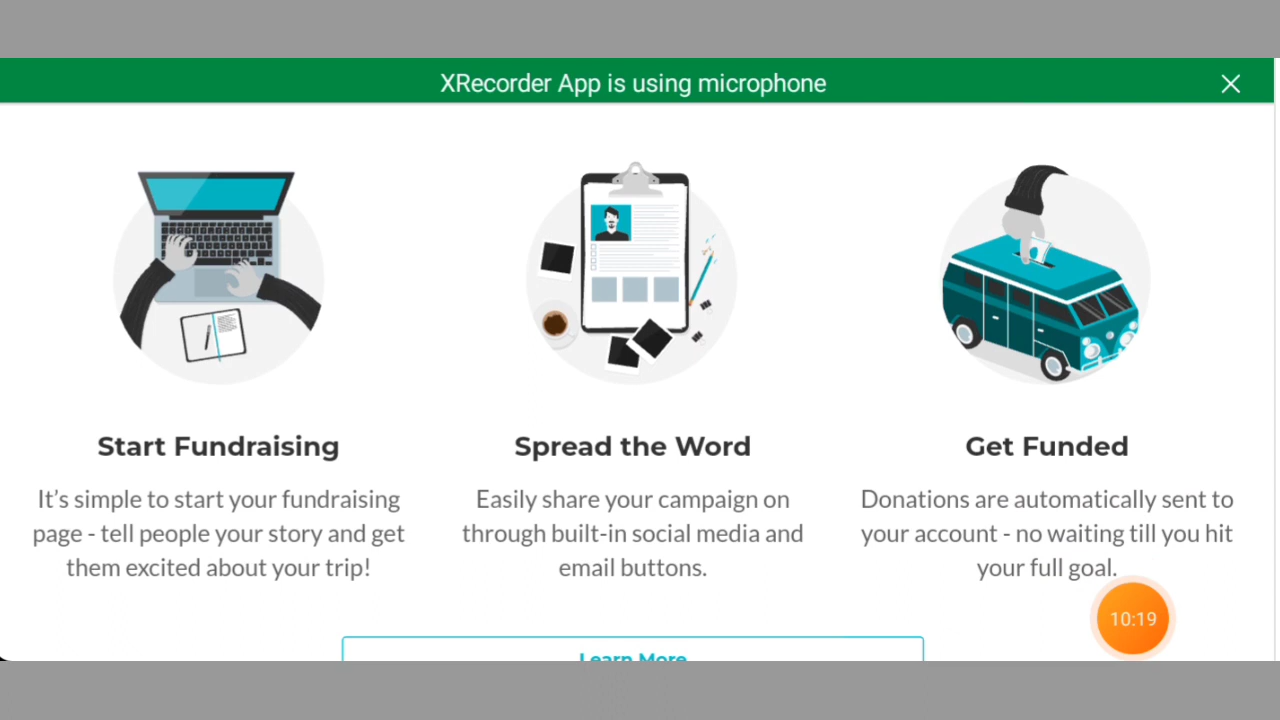 XRecorder App is using microphone
Start Fundraising
It's simple to start your fundraising
page - tell people your story and get
them excited about your trip!
Spread the Word
Easily share your campaign on
through built-in social media and
email buttons.
Get Funded
Donations are automatically sent to
your account - no waiting till you hit
your full goal.
10:19
Learn More